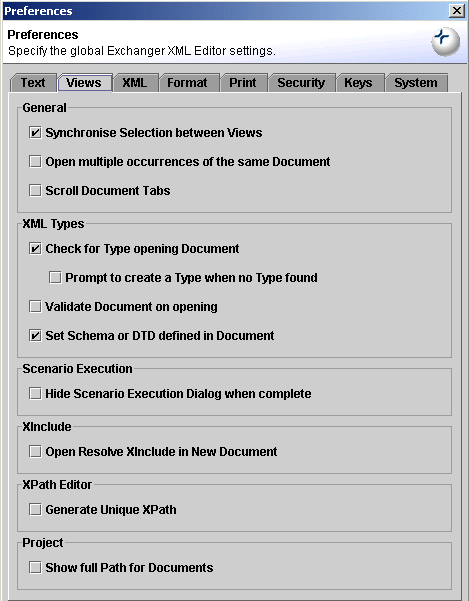 Preferences
Preferences
Specify the global Exchanger XML Editor settings.
Text Views XML Format Print Security Keys System
General
Synchronise Selection between Views
Open multiple occurrences of the same Document
Scroll Document Tabs
XML Types
Check for Type opening Document
Prompt to create a Type when no Type found
Validate Document on opening
Set Schema or DTD defined in Document
Scenario Execution
Hide Scenario Execution Dialog when complete
XInclude
Open Resolve XInclude in New Document
XPath Editor
Generate Unique XPath
Project
Show full Path for Documents